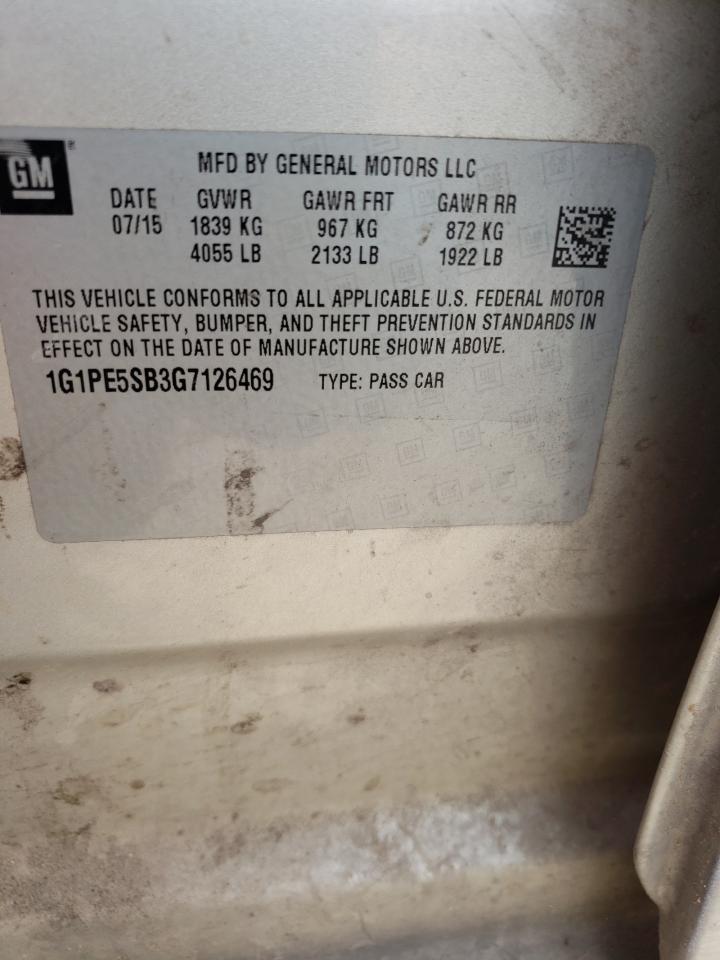 GM
MFD BY GENERAL MOTORS LLC
DATE GVWR GAWR FRT GAWR RR
07/15 1839 KG 967 KG 872 KG
4055 LB 2133 LB 1922 LB
THIS VEHICLE CONFORMS TO ALL APPLICABLE U.S. FEDERAL MOTOR
VEHICLE SAFETY, BUMPER, AND THEFT PREVENTION STANDARDS IN
EFFECT ON THE DATE OF MANUFACTURE SHOWN ABOVE.
1G1PE5SB3G7126469 TYPE: PASS CAR